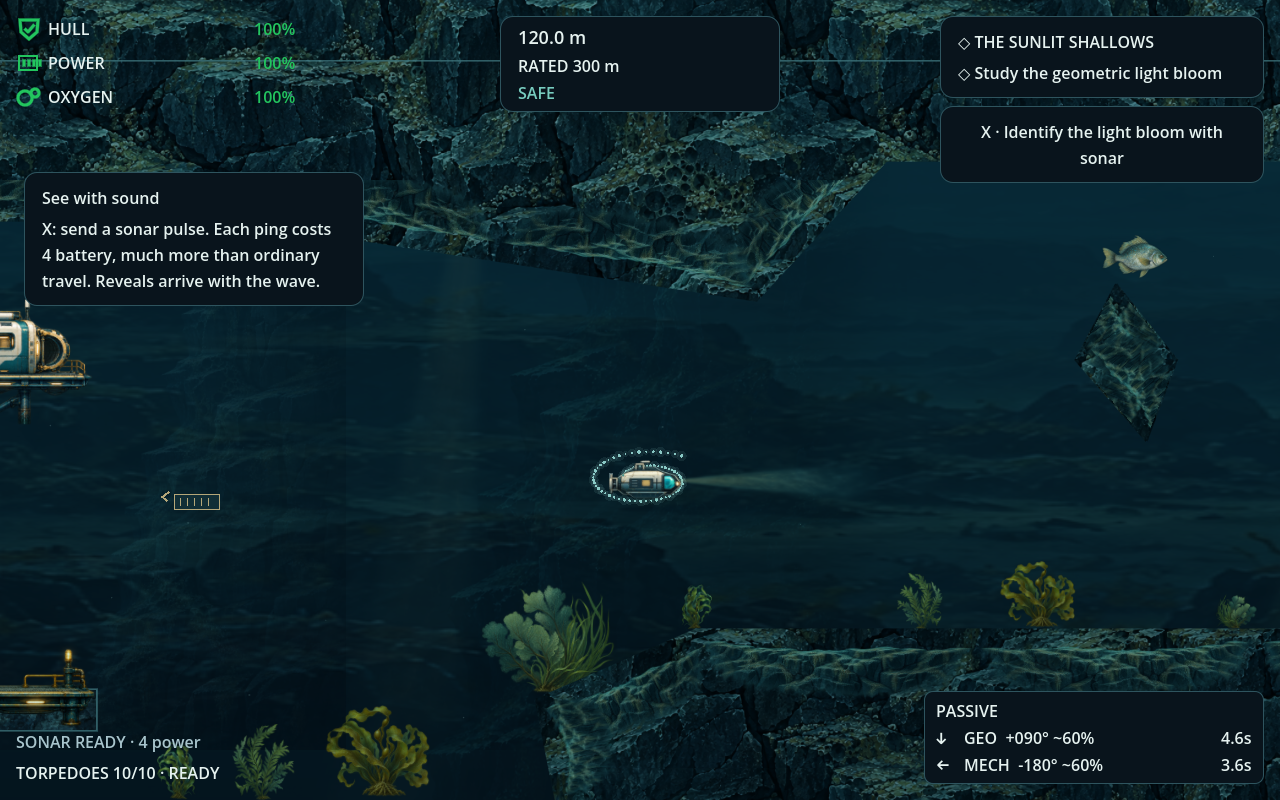 HULL 100%
POWER 100%
OXYGEN 100%
120.0 m
RATED 300 m
SAFE
◇ THE SUNLIT SHALLOWS
◇ Study the geometric light bloom
X · Identify the light bloom with
sonar
See with sound
X: send a sonar pulse. Each ping costs
4 battery, much more than ordinary
travel. Reveals arrive with the wave.
SONAR READY · 4 power
TORPEDOES 10/10 · READY
PASSIVE
↓ GEO +090° ~60% 4.6s
← MECH -180° ~60% 3.6s